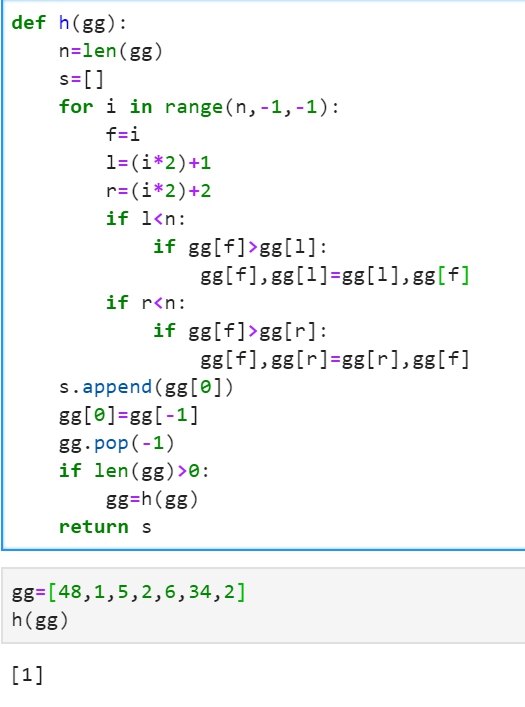 def h(gg):
    n=len(gg)
    s=[]
    for i in range(n,-1,-1):
        f=i
        l=(i*2)+1
        r=(i*2)+2
        if l<n:
            if gg[f]>gg[l]:
                gg[f],gg[l]=gg[l],gg[f]
        if r<n:
            if gg[f]>gg[r]:
                gg[f],gg[r]=gg[r],gg[f]
    s.append(gg[0])
    gg[0]=gg[-1]
    gg.pop(-1)
    if len(gg)>0:
        gg=h(gg)
    return s
gg=[48,1,5,2,6,34,2]
h(gg)
[1]